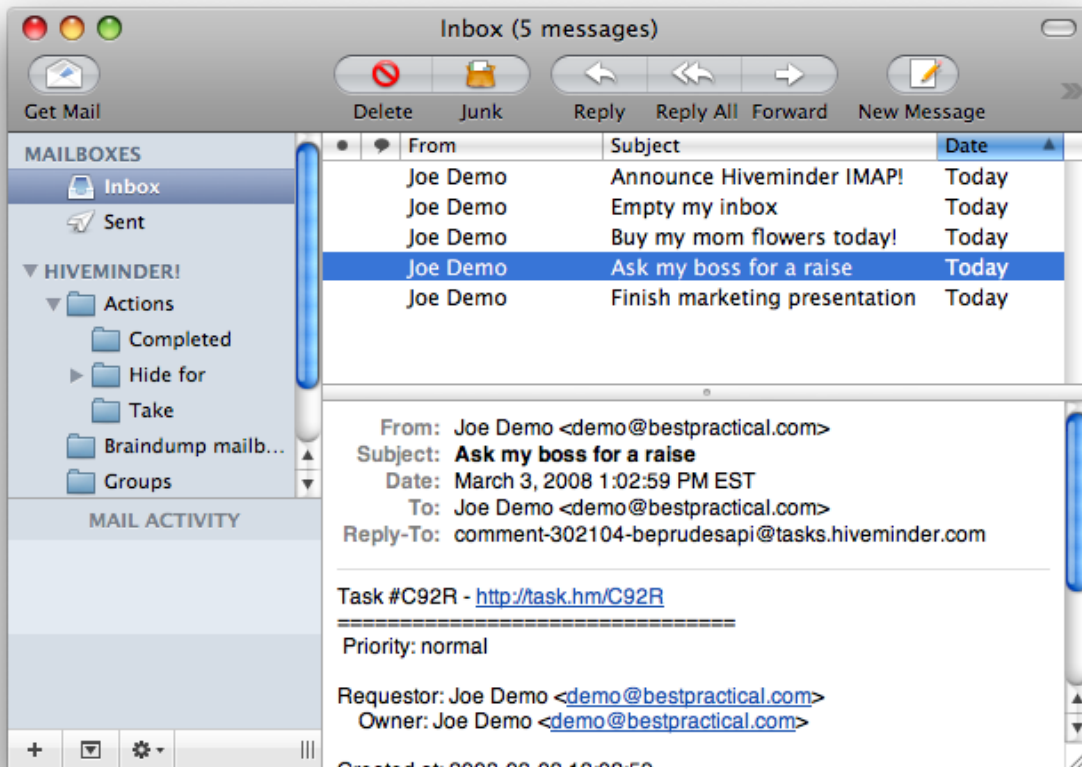 Inbox (5 messages)
Get Mail Delete Junk Reply Reply All Forward New Message
MAILBOXES
Inbox
Sent
HIVEMINDER!
Actions
Completed
Hide for
Take
Braindump mailb...
Groups
MAIL ACTIVITY
From Subject Date
Joe Demo Announce Hiveminder IMAP! Today
Joe Demo Empty my inbox Today
Joe Demo Buy my mom flowers today! Today
Joe Demo Ask my boss for a raise Today
Joe Demo Finish marketing presentation Today
From: Joe Demo <demo@bestpractical.com>
Subject: Ask my boss for a raise
Date: March 3, 2008 1:02:59 PM EST
To: Joe Demo <demo@bestpractical.com>
Reply-To: comment-302104-beprudesapi@tasks.hiveminder.com
Task #C92R - http://task.hm/C92R
================================
Priority: normal
Requestor: Joe Demo <demo@bestpractical.com>
Owner: Joe Demo <demo@bestpractical.com>
Created at: